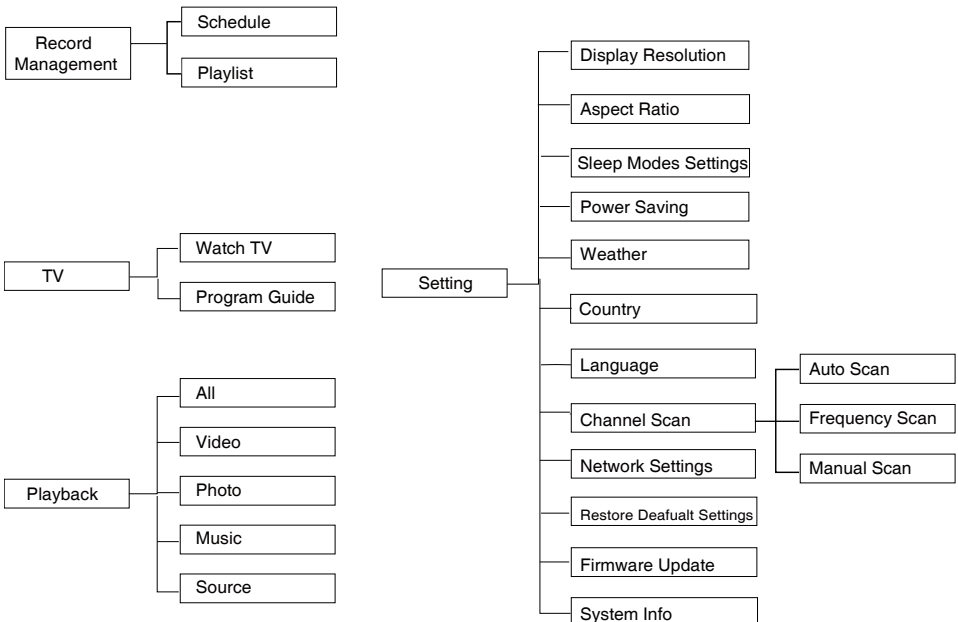 Record
Management
Schedule
Playlist
TV
Watch TV
Program Guide
Playback
All
Video
Photo
Music
Source
Setting
Display Resolution
Aspect Ratio
Sleep Modes Settings
Power Saving
Weather
Country
Language
Channel Scan
Network Settings
Restore Deafualt Settings
Firmware Update
System Info
Auto Scan
Frequency Scan
Manual Scan